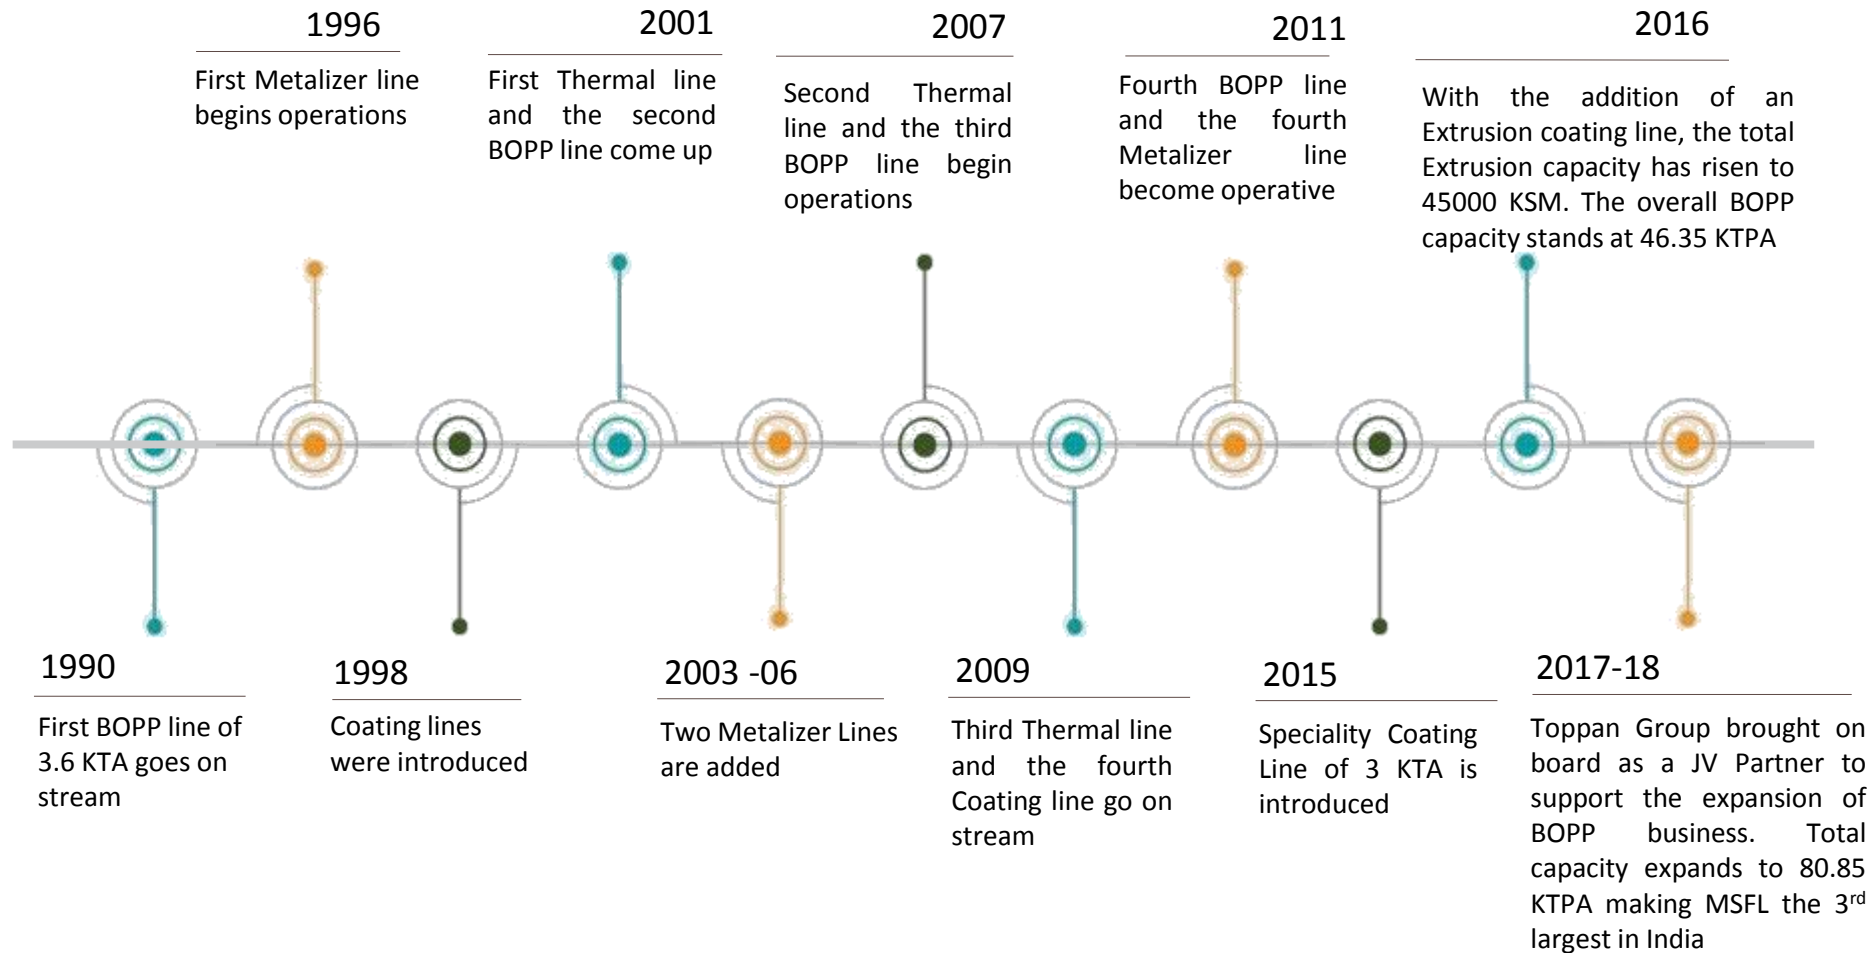 1996
First Metalizer line
begins operations
2001
First Thermal line
and the second
BOPP line come up
2007
Second Thermal
line and the third
BOPP line begin
operations
2011
Fourth BOPP line
and the fourth
Metalizer line
become operative
2016
With the addition of an
Extrusion coating line, the total
Extrusion capacity has risen to
45000 KSM. The overall BOPP
capacity stands at 46.35 KTPA
1990
First BOPP line of
3.6 KTA goes on
stream
1998
Coating lines
were introduced
2003 -06
Two Metalizer Lines
are added
2009
Third Thermal line
and the fourth
Coating line go on
stream
2015
Speciality Coating
Line of 3 KTA is
introduced
2017-18
Toppan Group brought on
board as a JV Partner to
support the expansion of
BOPP business. Total
capacity expands to 80.85
KTPA making MSFL the 3rd
largest in India